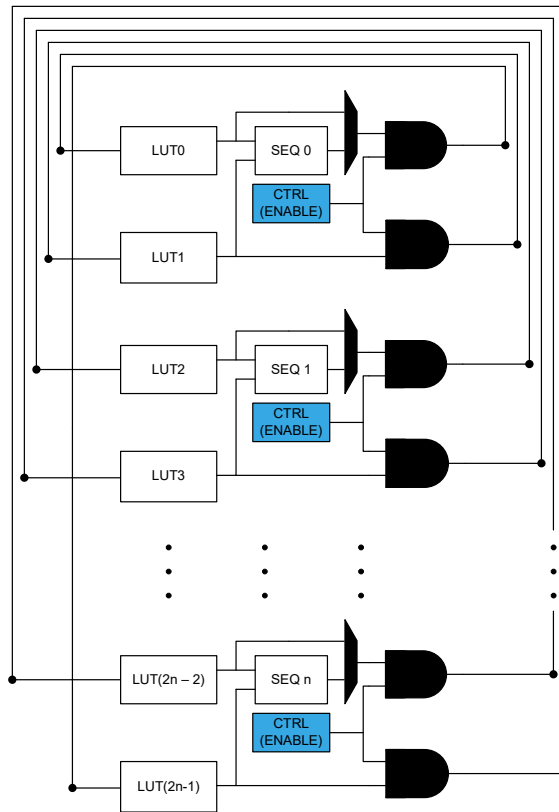 LUT0
SEQ 0
CTRL
(ENABLE)
LUT1
LUT2
SEQ 1
CTRL
(ENABLE)
LUT3
LUT(2n – 2)
SEQ n
CTRL
(ENABLE)
LUT(2n-1)